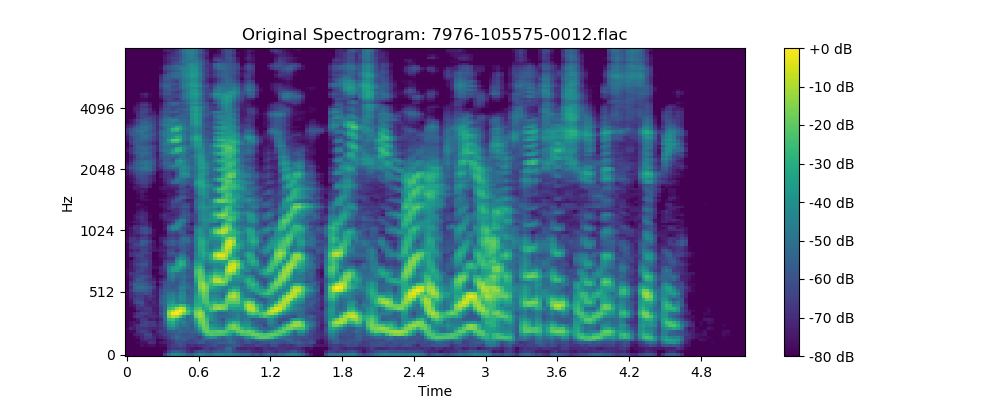 Original Spectrogram: 7976-105575-0012.flac
Hz
4096
2048
1024
512
0
0 0.6 1.2 1.8 2.4 3 3.6 4.2 4.8
Time
+0 dB
-10 dB
-20 dB
-30 dB
-40 dB
-50 dB
-60 dB
-70 dB
-80 dB